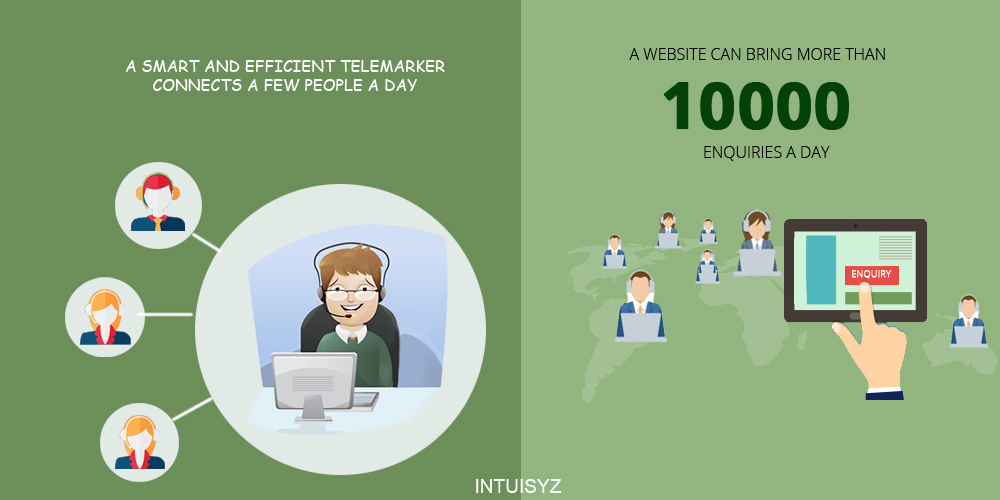 A SMART AND EFFICIENT TELEMARKER
CONNECTS A FEW PEOPLE A DAY
A WEBSITE CAN BRING MORE THAN
10000
ENQUIRIES A DAY
ENQUIRY
INTUISYZ